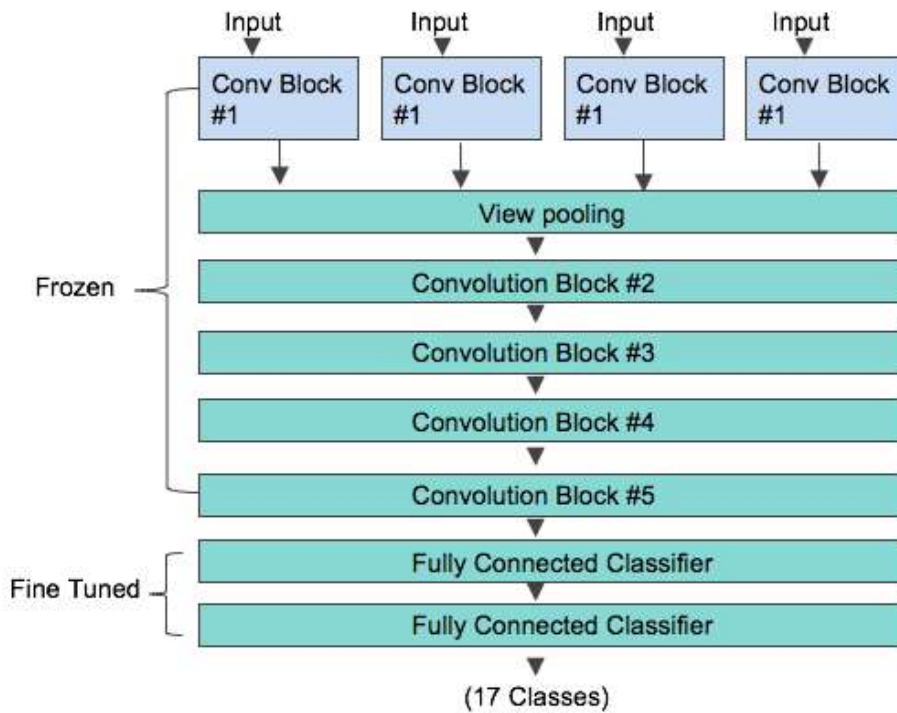 Input Input Input Input
Conv Block Conv Block Conv Block Conv Block
#1 #1 #1 #1
View pooling
Convolution Block #2
Frozen
Convolution Block #3
Convolution Block #4
Convolution Block #5
Fully Connected Classifier
Fine Tuned
Fully Connected Classifier
(17 Classes)